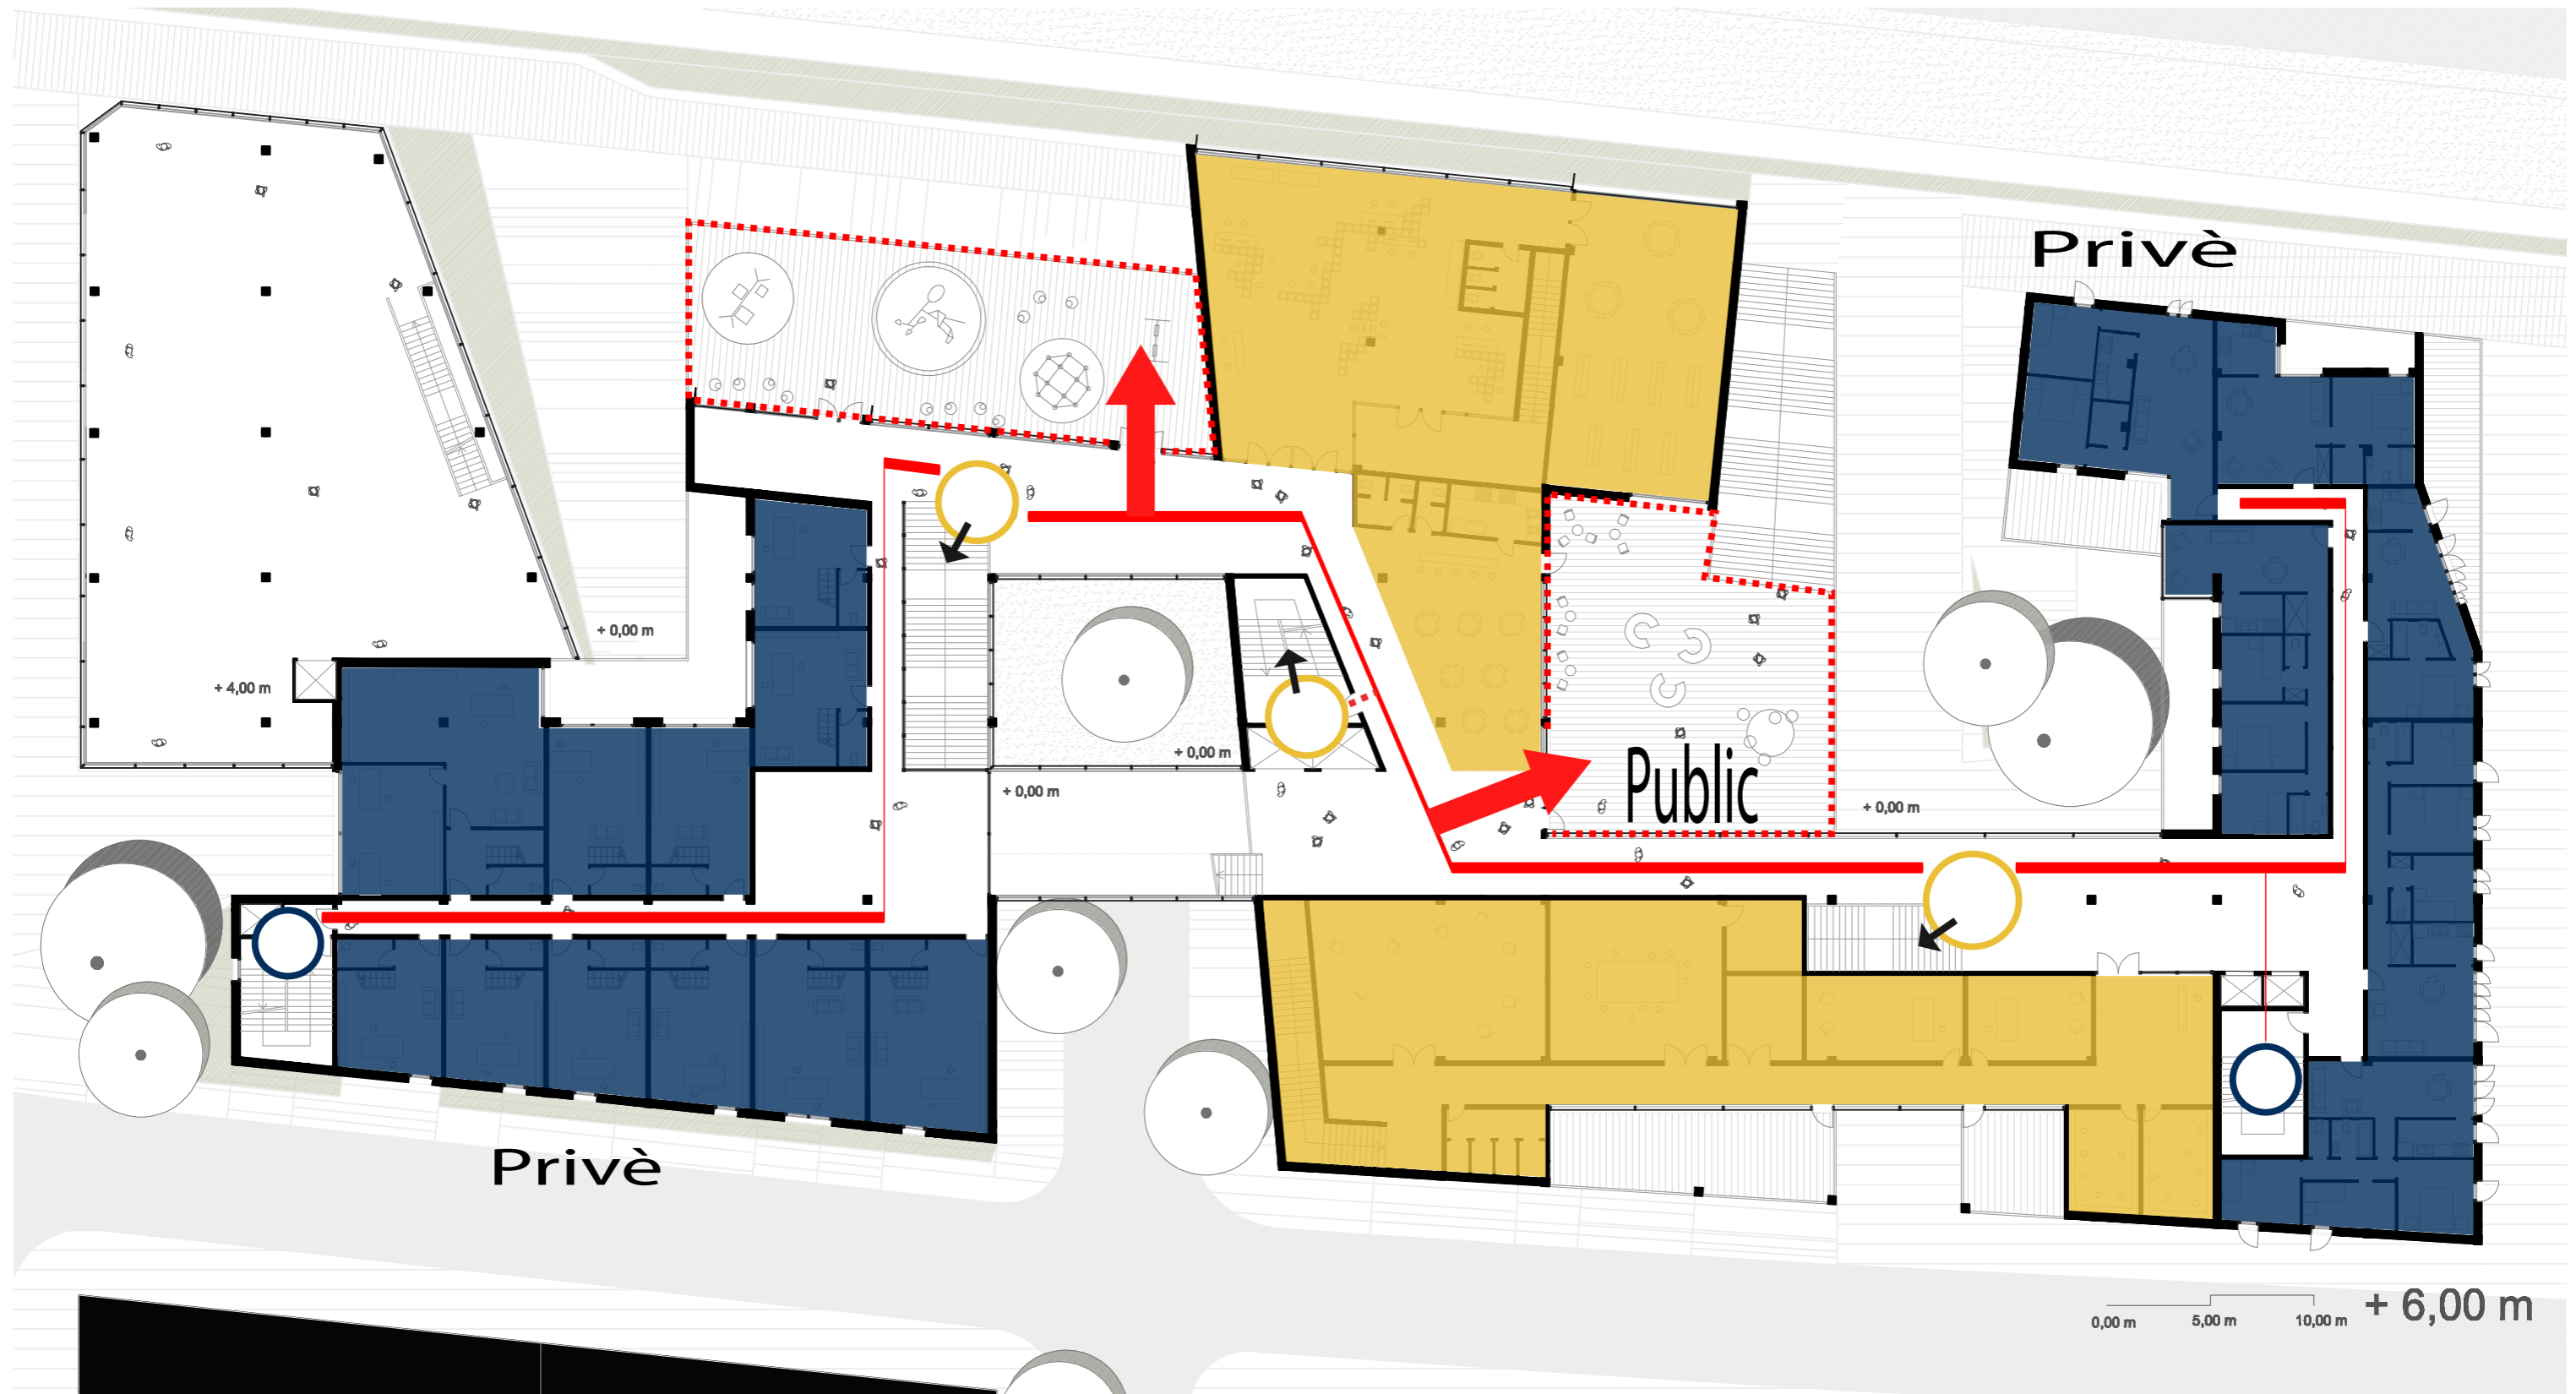 Privè
+ 0,00 m
+ 4,00 m
+ 0,00 m
+ 0,00 m
Public
+ 0,00 m
Privè
0,00 m
5,00 m
10,00 m
+ 6,00 m